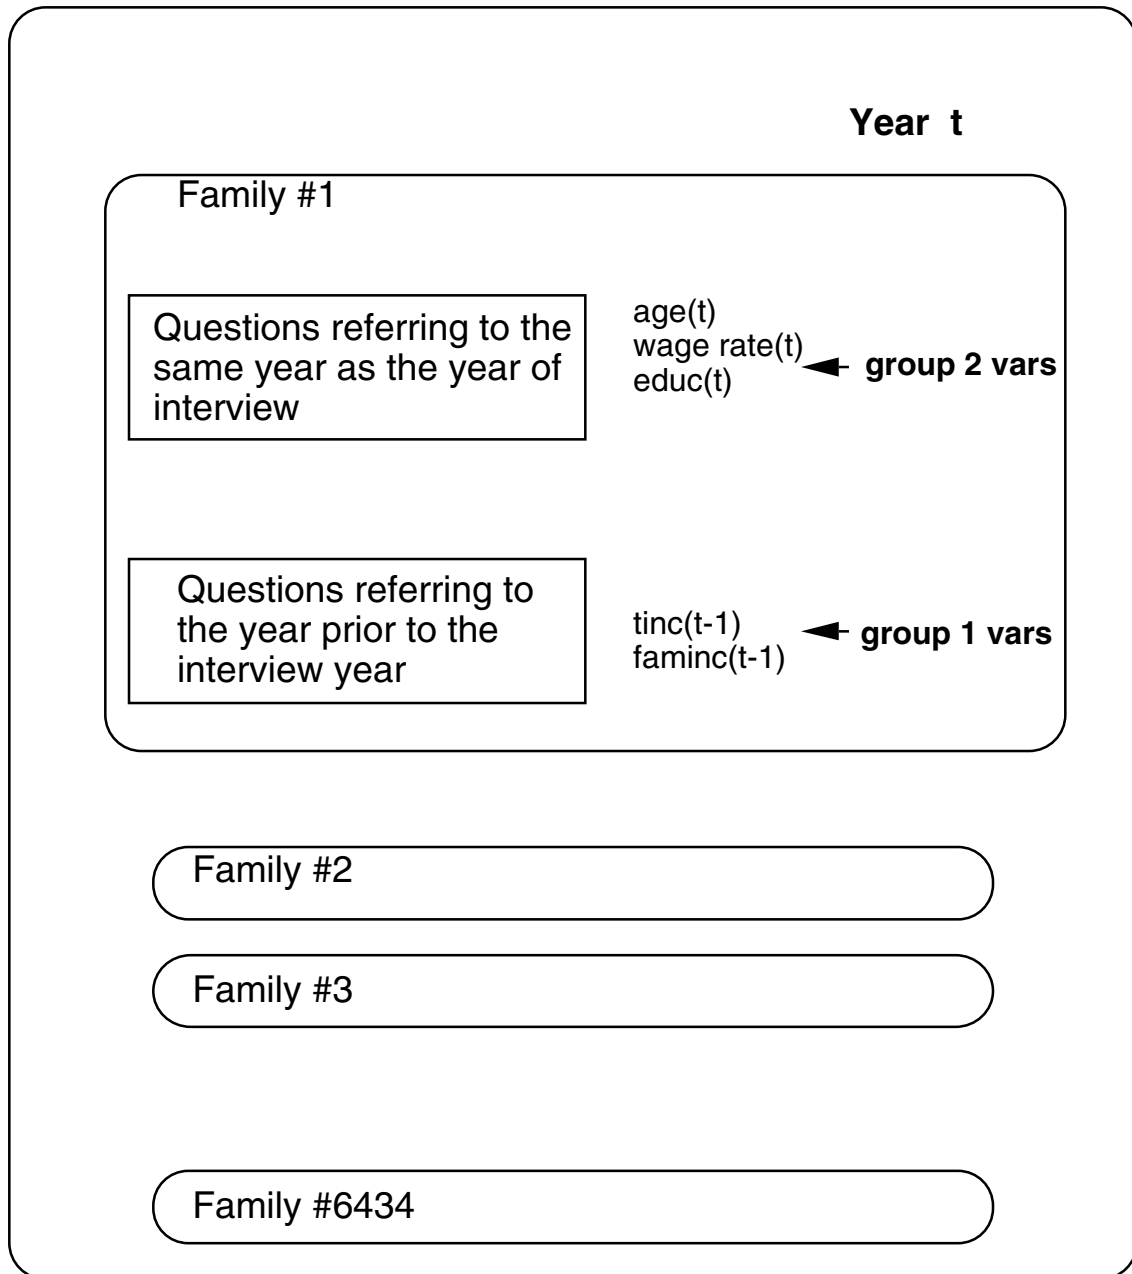 Year t
Family #1
Questions referring to the
same year as the year of
interview
age(t)
wage rate(t)
educ(t)
group 2 vars
Questions referring to
the year prior to the
interview year
tinc(t-1)
faminc(t-1)
group 1 vars
Family #2
Family #3
Family #6434